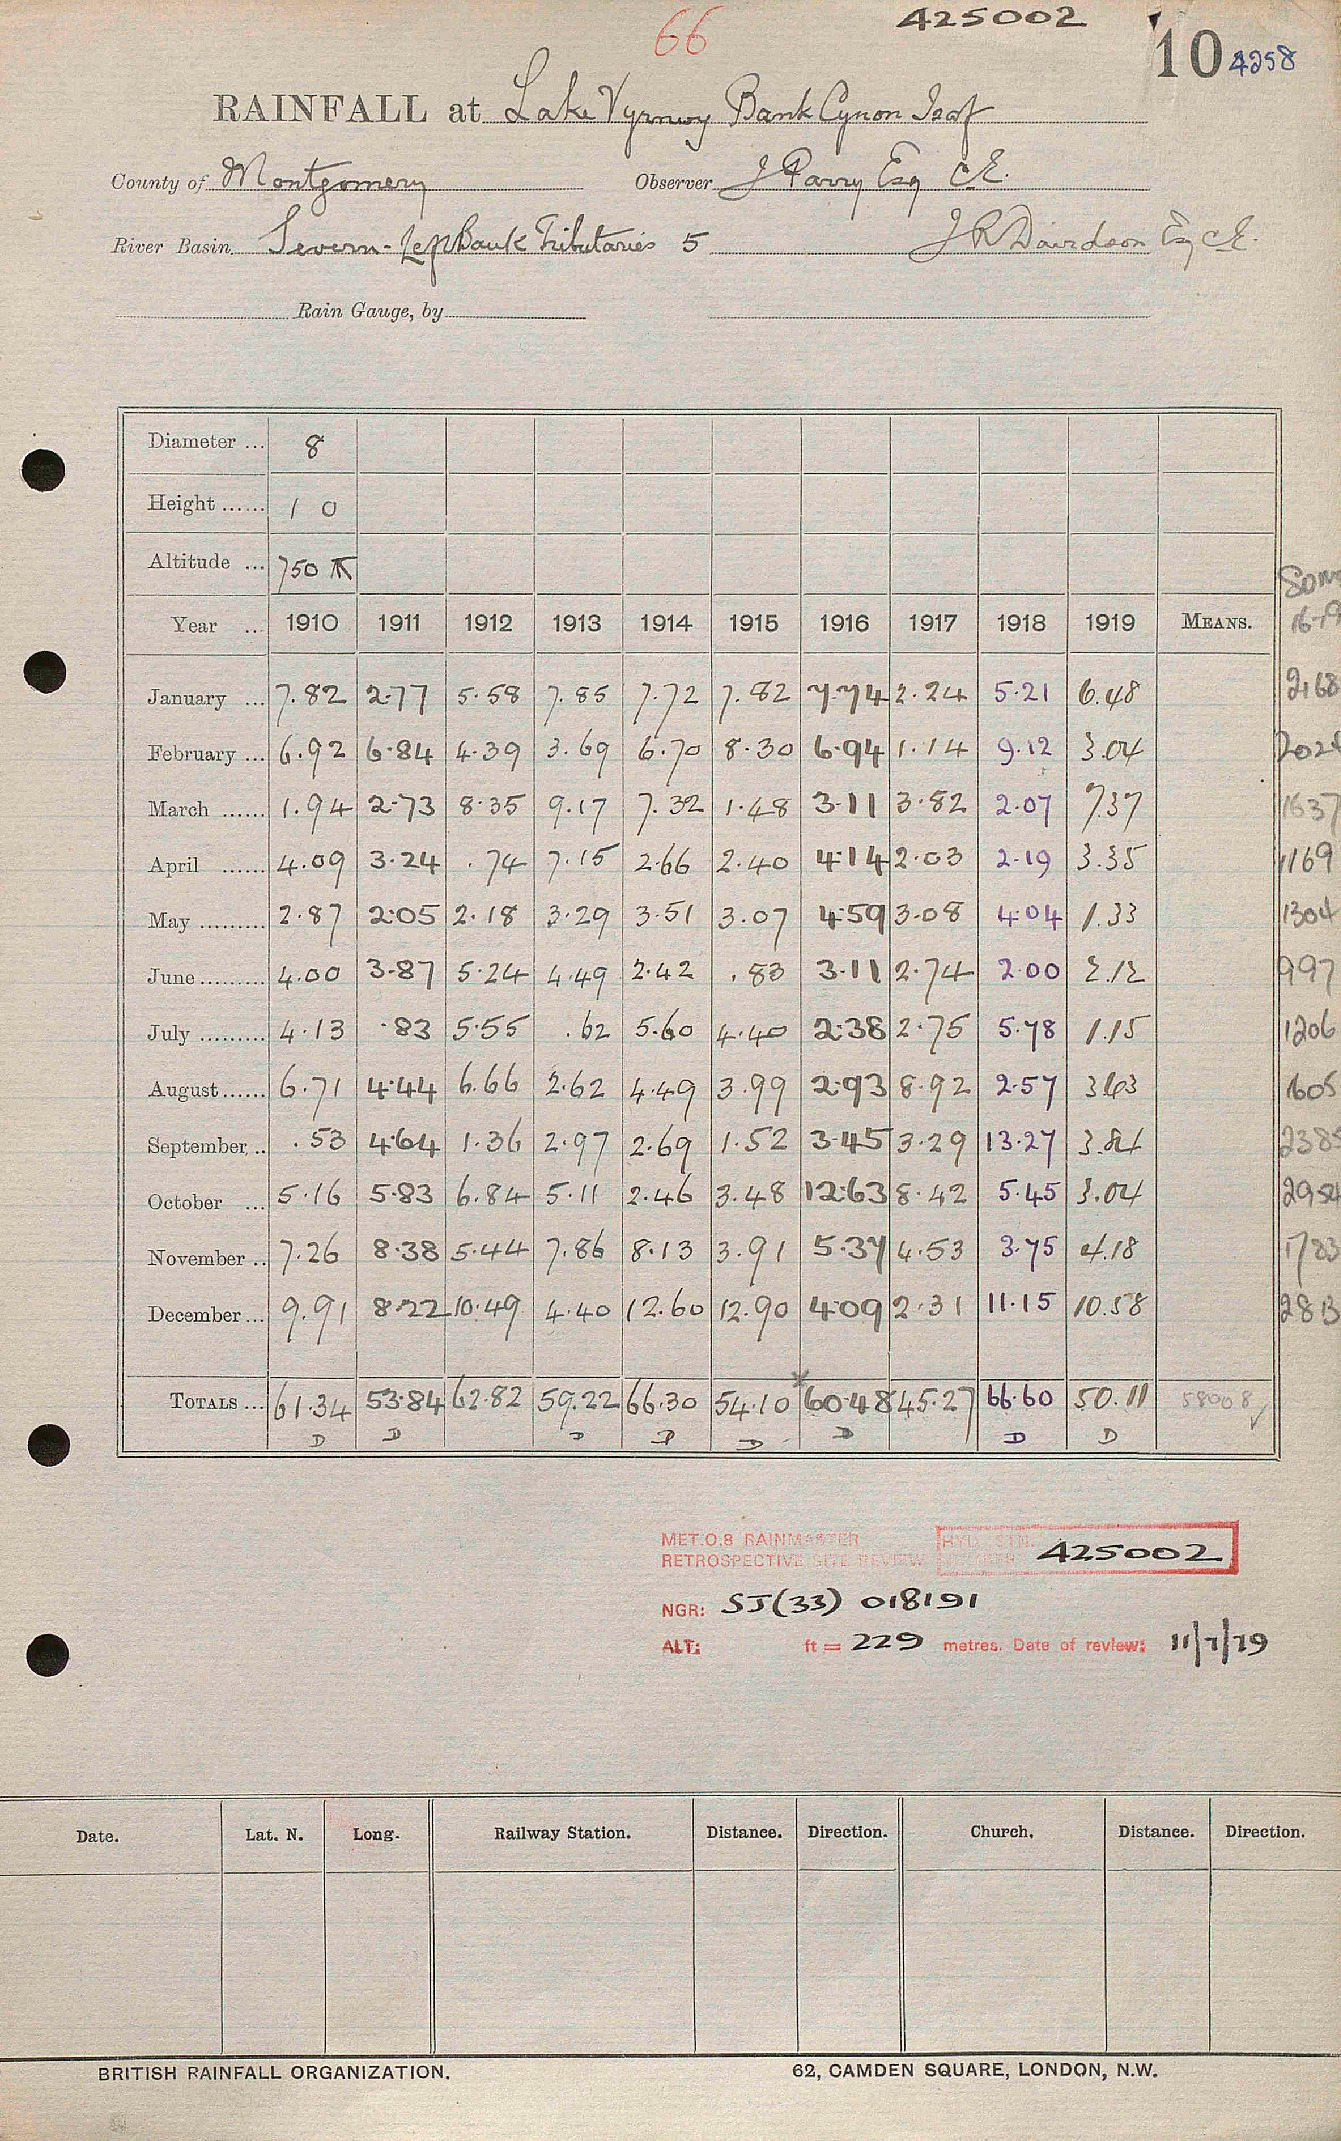 66 425002 10 4258
RAINFALL at Lake Vyrnwy Bank Cynon Isaf
County of Montgomery Observer J Parry Esq C.E.
River Basin Severn-Left Bank Tributaries 5 J R Davidson Esq C.E.
Rain Gauge, by
Diameter ... 8
Height ...... 1 0
Altitude ... 750 ft
Year ... 1910 1911 1912 1913 1914 1915 1916 1917 1918 1919 MEANS. 16-19
January ... 7.82 2.77 5.58 7.85 7.72 7.82 7.74 2.24 5.21 6.48 2168
February ... 6.92 6.84 4.39 3.69 6.70 8.30 6.94 1.14 9.12 3.04 2024
March ...... 1.94 2.73 8.35 9.17 7.32 1.48 3.11 3.82 2.07 7.37 1637
April ...... 4.09 3.24 .74 7.15 2.66 2.40 4.14 2.03 2.19 3.35 1169
May ......... 2.87 2.05 2.18 3.29 3.51 3.07 4.59 3.08 4.04 1.33 1304
June ......... 4.00 3.87 5.24 4.49 2.42 .83 3.11 2.74 2.00 2.12 997
July ......... 4.13 .83 5.55 .62 5.60 4.40 2.38 2.75 5.78 1.15 1206
August ...... 6.71 4.44 6.66 2.62 4.49 3.99 2.93 8.92 2.57 3.63 1605
September .. .53 4.64 1.36 2.97 2.69 1.52 3.45 3.29 13.27 3.84 2385
October ... 5.16 5.83 6.84 5.11 2.46 3.48 12.63 8.42 5.45 3.04 2954
November .. 7.26 8.38 5.44 7.86 8.13 3.91 5.37 4.53 3.75 4.18 1783
December ... 9.91 8.22 10.49 4.40 12.60 12.90 4.09 2.31 11.15 10.58 2813
TOTALS ... 61.34 53.84 62.82 59.22 66.30 54.10 *60.48 45.27 66.60 50.11 58008 ✓
D D D D D D D D
MET.O.8 RAINMASTER
RETROSPECTIVE SITE REVIEW HYD. STN. NUMBER 425002
NGR: SJ(33) 018191
ALT: ft = 229 metres. Date of review: 11/7/79
Date. Lat. N. Long. Railway Station. Distance. Direction. Church. Distance. Direction.
BRITISH RAINFALL ORGANIZATION. 62, CAMDEN SQUARE, LONDON, N.W.